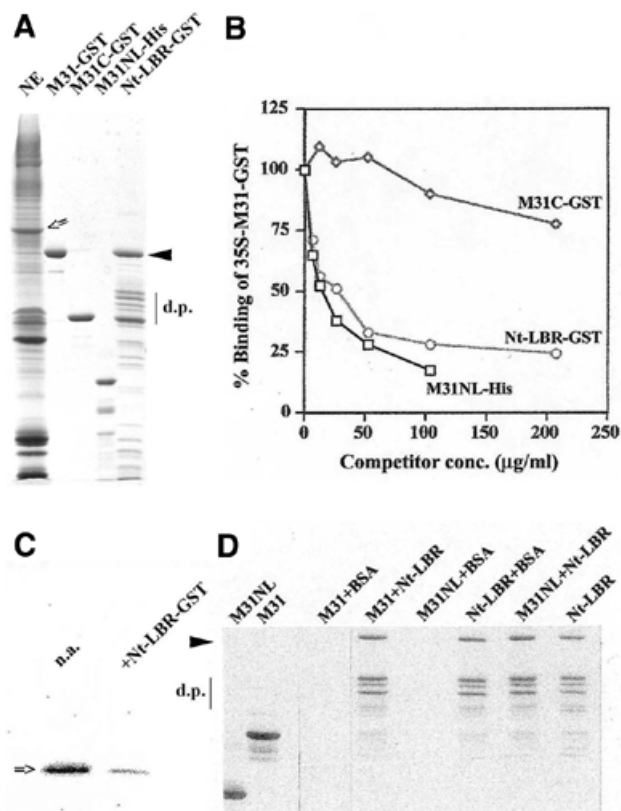 A
NE
M31-GST
M31C-GST
M31NL-His
Nt-LBR-GST
d.p.
B
125
100
75
50
25
0
% Binding of 35S-M31-GST
M31C-GST
Nt-LBR-GST
M31NL-His
0 50 100 150 200 250
Competitor conc. (μg/ml)
C
n.a.
+Nt-LBR-GST
D
M31NL
M31
M31+BSA
M31+Nt-LBR
M31NL+BSA
Nt-LBR+BSA
M31NL+Nt-LBR
Nt-LBR
d.p.